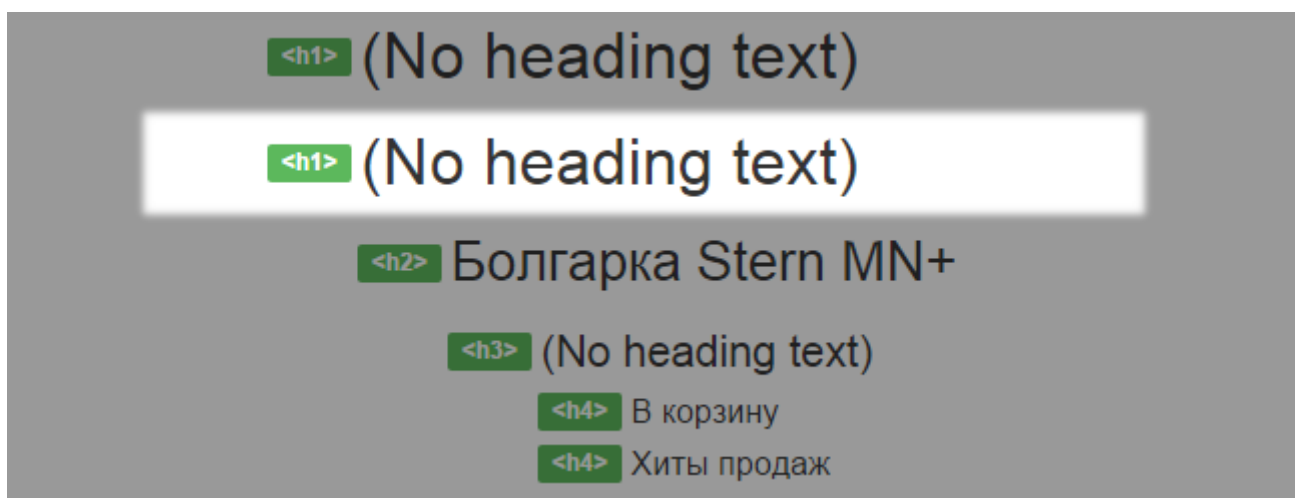 <h1> (No heading text)
<h1> (No heading text)
<h2> Болгарка Stern MN+
<h3> (No heading text)
<h4> В корзину
<h4> Хиты продаж